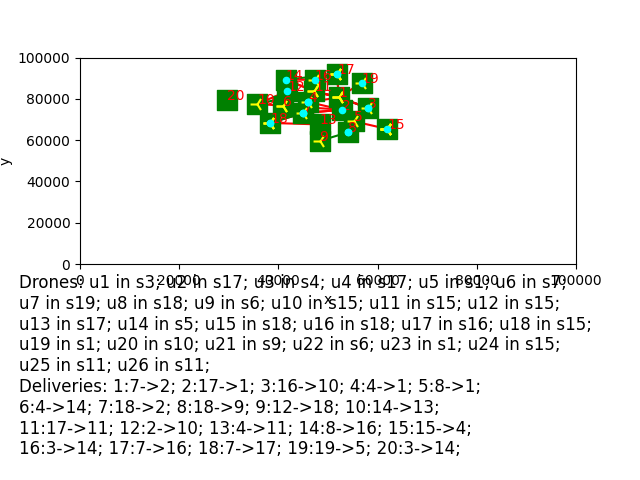 100000
80000
60000
40000
20000
0
y
20
17
19
15
0
20000
40000
60000
80000
100000
x
Drones: u1 in s3; u2 in s17; u3 in s4; u4 in s17; u5 in s1; u6 in s7;
u7 in s19; u8 in s18; u9 in s6; u10 in s15; u11 in s15; u12 in s15;
u13 in s17; u14 in s5; u15 in s18; u16 in s18; u17 in s16; u18 in s15;
u19 in s1; u20 in s10; u21 in s9; u22 in s6; u23 in s1; u24 in s15;
u25 in s11; u26 in s11;
Deliveries: 1:7->2; 2:17->1; 3:16->10; 4:4->1; 5:8->1;
6:4->14; 7:18->2; 8:18->9; 9:12->18; 10:14->13;
11:17->11; 12:2->10; 13:4->11; 14:8->16; 15:15->4;
16:3->14; 17:7->16; 18:7->17; 19:19->5; 20:3->14;